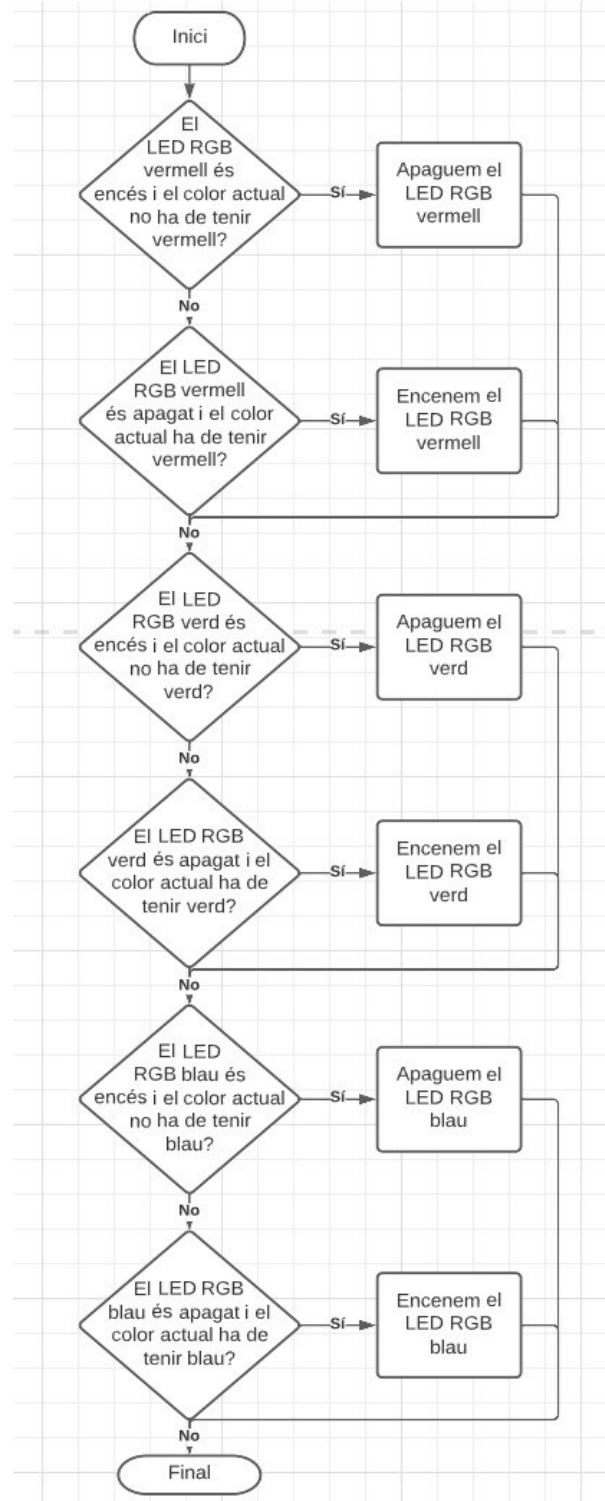 Inici
El
LED RGB
vermell és
encés i el color actual
no ha de tenir
vermell?
Sí
Apaguem el
LED RGB
vermell
No
El LED
RGB vermell
és apagat i el color
actual ha de tenir
vermell?
Sí
Encenem el
LED RGB
vermell
No
El LED
RGB verd és
encés i el color actual
no ha de tenir
verd?
Sí
Apaguem el
LED RGB
verd
No
El LED RGB
verd és apagat i el
color actual ha de
tenir verd?
Sí
Encenem el
LED RGB
verd
No
El LED
RGB blau és
encés i el color actual
no ha de tenir
blau?
Sí
Apaguem el
LED RGB
blau
No
El LED RGB
blau és apagat i el
color actual ha de
tenir blau?
Sí
Encenem el
LED RGB
blau
No
Final